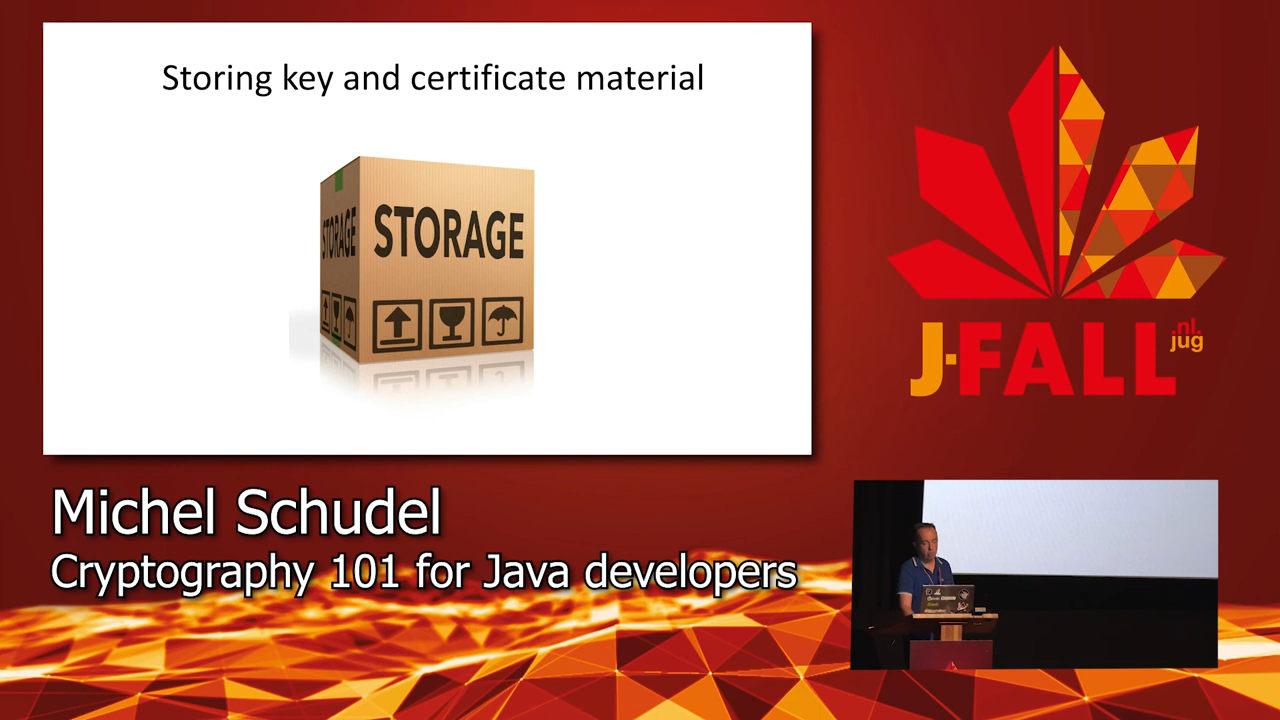 Storing key and certificate material
STORAGE
STORAGE
J-FALL
.nl.
jug
Michel Schudel
Cryptography 101 for Java developers